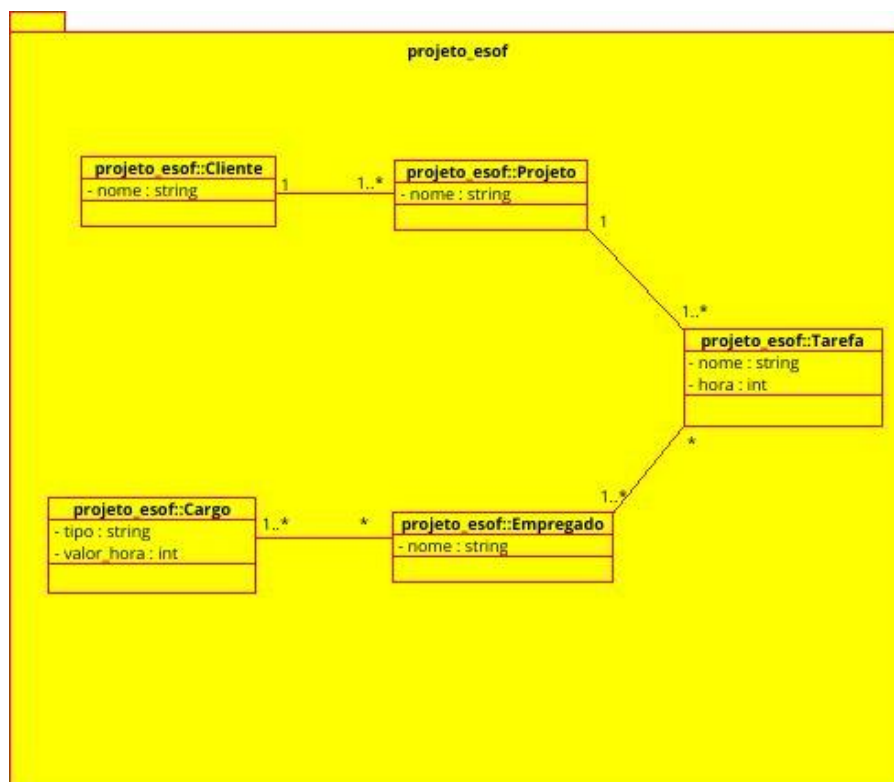 projeto_esof
projeto_esof::Cliente
- nome : string
1
1..*
projeto_esof::Projeto
- nome : string
1
1..*
projeto_esof::Tarefa
- nome : string
- hora : int
*
1..*
projeto_esof::Empregado
- nome : string
projeto_esof::Cargo
- tipo : string
- valor_hora : int
1..*
*